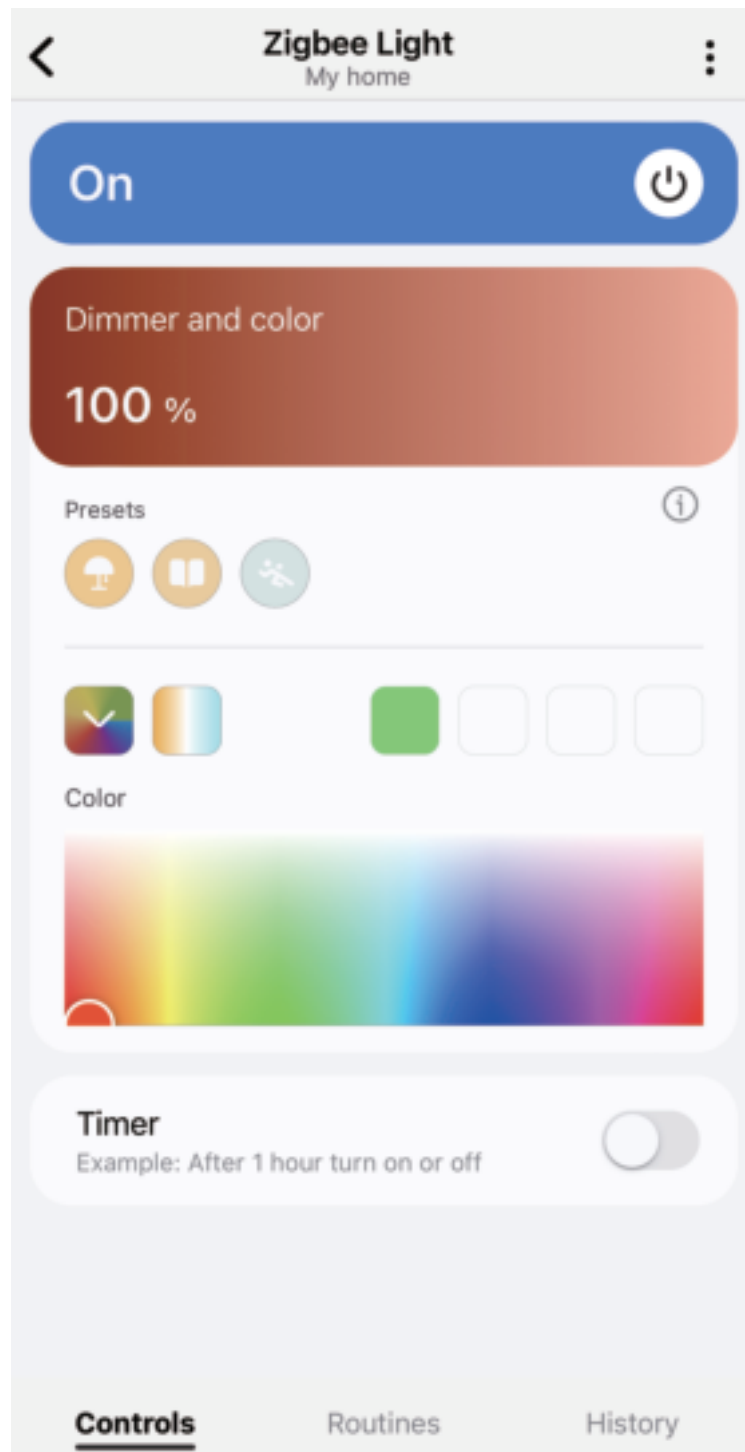 Zigbee Light
My home
On
Dimmer and color
100 %
Presets
Color
Timer
Example: After 1 hour turn on or off
Controls
Routines
History